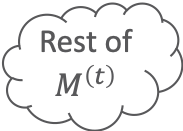 Rest of
M^(t)